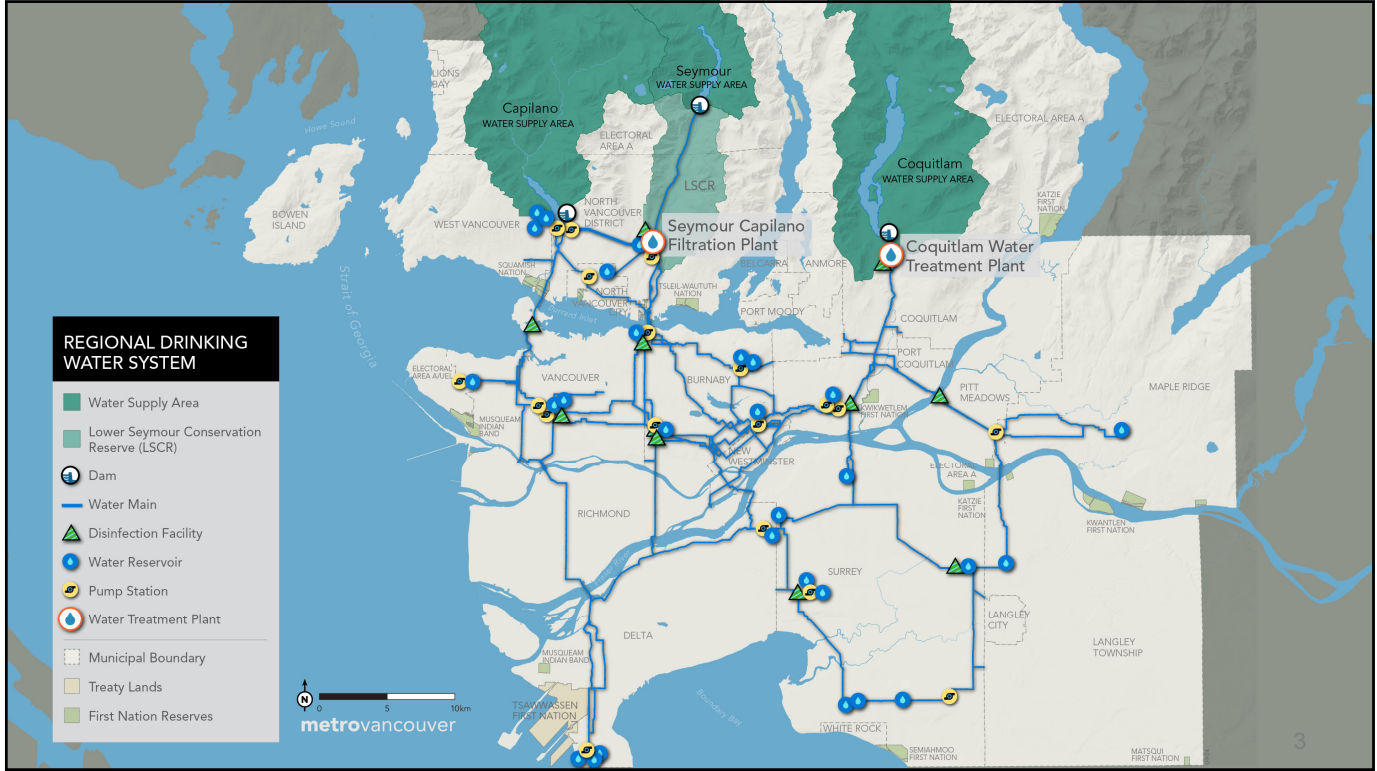 LIONS
BAY
Seymour
WATER SUPPLY AREA
Capilano
WATER SUPPLY AREA
ELECTORAL
AREA A
ELECTORAL AREA A
Howe Sound
LSCR
Coquitlam
WATER SUPPLY AREA
KATZIE
FIRST
NATION
BOWEN
ISLAND
WEST VANCOUVER
NORTH
VANCOUVER
DISTRICT
Seymour Capilano
Filtration Plant
Coquitlam Water
Treatment Plant
BELCARRA
ANMORE
SQUAMISH
NATION
NORTH
VANCOUVER
CITY
TSLEIL-WAUTUTH
NATION
PORT MOODY
Burrard Inlet
COQUITLAM
Strait of Georgia
PORT
COQUITLAM
ELECTORAL
AREA A/UEL
VANCOUVER
BURNABY
PITT
MEADOWS
MAPLE RIDGE
KWIKWETLEM
FIRST NATION
MUSQUEAM
INDIAN
BAND
NEW
WESTMINSTER
ELECTORAL
AREA A
KATZIE
FIRST
NATION
KWANTLEN
FIRST NATION
RICHMOND
Fraser River
SURREY
LANGLEY
CITY
LANGLEY
TOWNSHIP
DELTA
MUSQUEAM
INDIAN BAND
TSAWWASSEN
FIRST NATION
Boundary Bay
WHITE ROCK
SEMIAHMOO
FIRST NATION
MATSQUI
FIRST NATION
REGIONAL DRINKING
WATER SYSTEM
Water Supply Area
Lower Seymour Conservation
Reserve (LSCR)
Dam
Water Main
Disinfection Facility
Water Reservoir
Pump Station
Water Treatment Plant
Municipal Boundary
Treaty Lands
First Nation Reserves
N
0 5 10km
metrovancouver
3